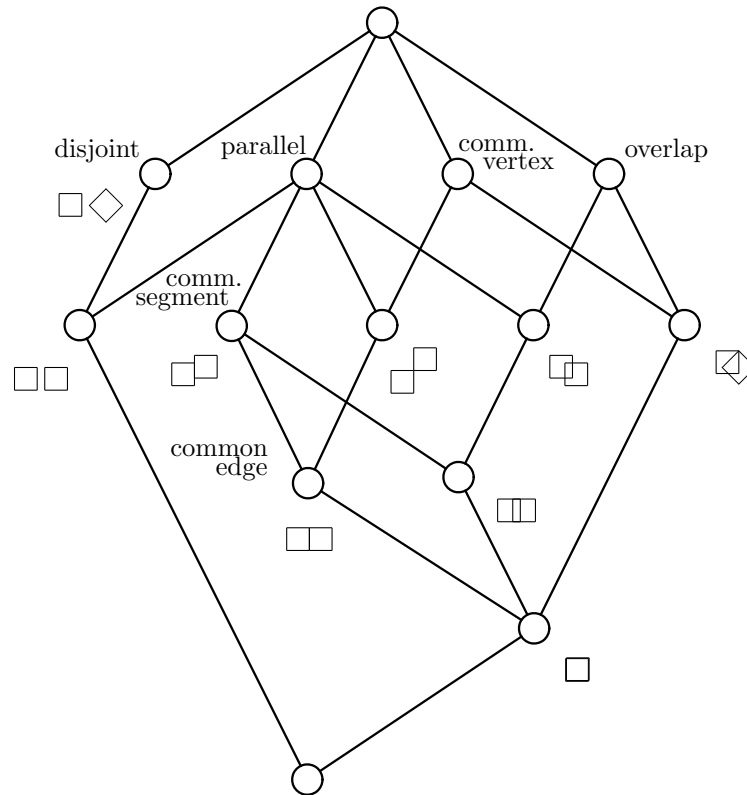 disjoint
parallel
comm.
vertex
overlap
comm.
segment
common
edge